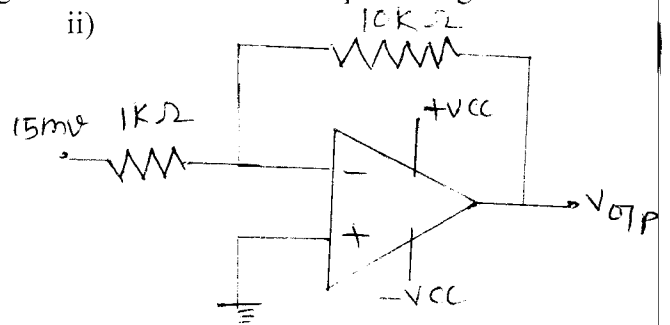 ii)
10KΩ
15mv 1KΩ
+VCC
-
+
-VCC
VO/P